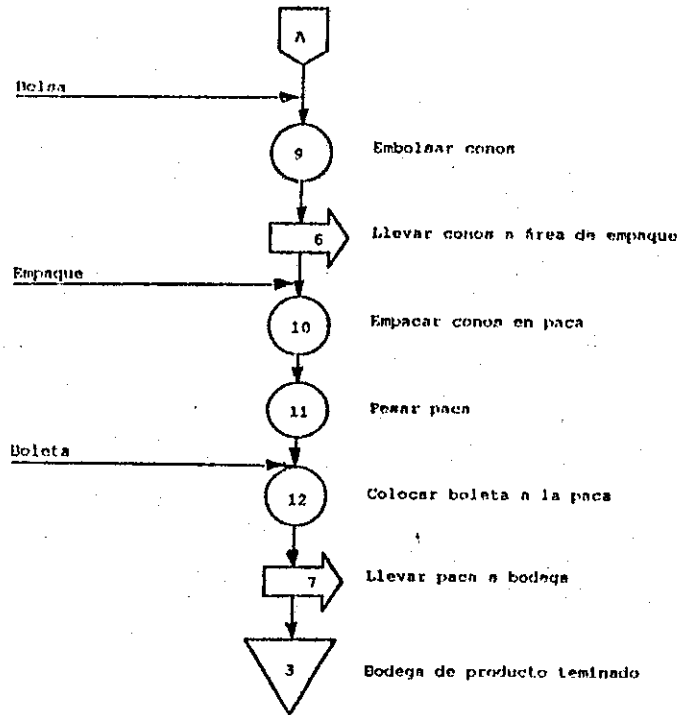 A
Bolsa
9 Embolsar conos
6 Llevar conos a área de empaque
Empaque
10 Empacar conos en paca
11 Pesar paca
Boleta
12 Colocar boleta a la paca
7 Llevar paca a bodega
3 Bodega de producto teminado